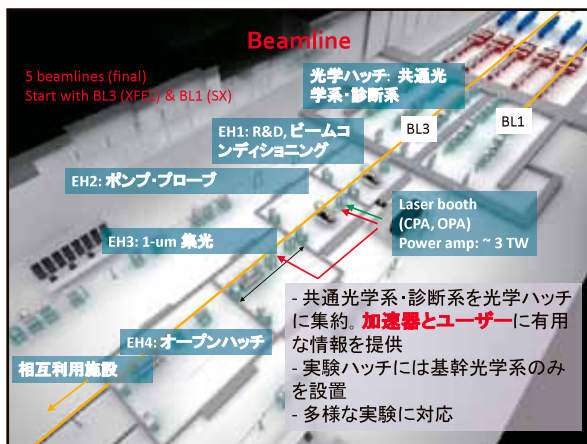 Beamline
5 beamlines (final)
Start with BL3 (XFEL) & BL1 (SX)
光学ハッチ: 共通光
学系・診断系
BL3
BL1
EH1: R&D, ビームコ
ンディショニング
EH2: ポンプ・プローブ
Laser booth
(CPA, OPA)
Power amp: ~ 3 TW
EH3: 1-um 集光
EH4: オープンハッチ
相互利用施設
- 共通光学系・診断系を光学ハッチ
に集約。加速器とユーザーに有用
な情報を提供
- 実験ハッチには基幹光学系のみ
を設置
- 多様な実験に対応